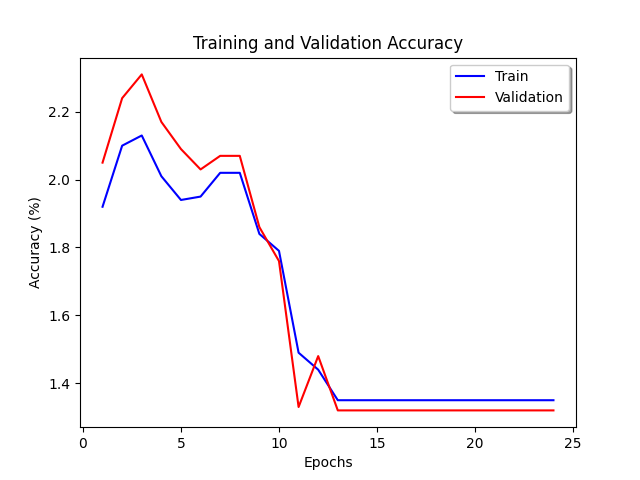 Training and Validation Accuracy
Train
Validation
Accuracy (%)
2.2
2.0
1.8
1.6
1.4
0 5 10 15 20 25
Epochs